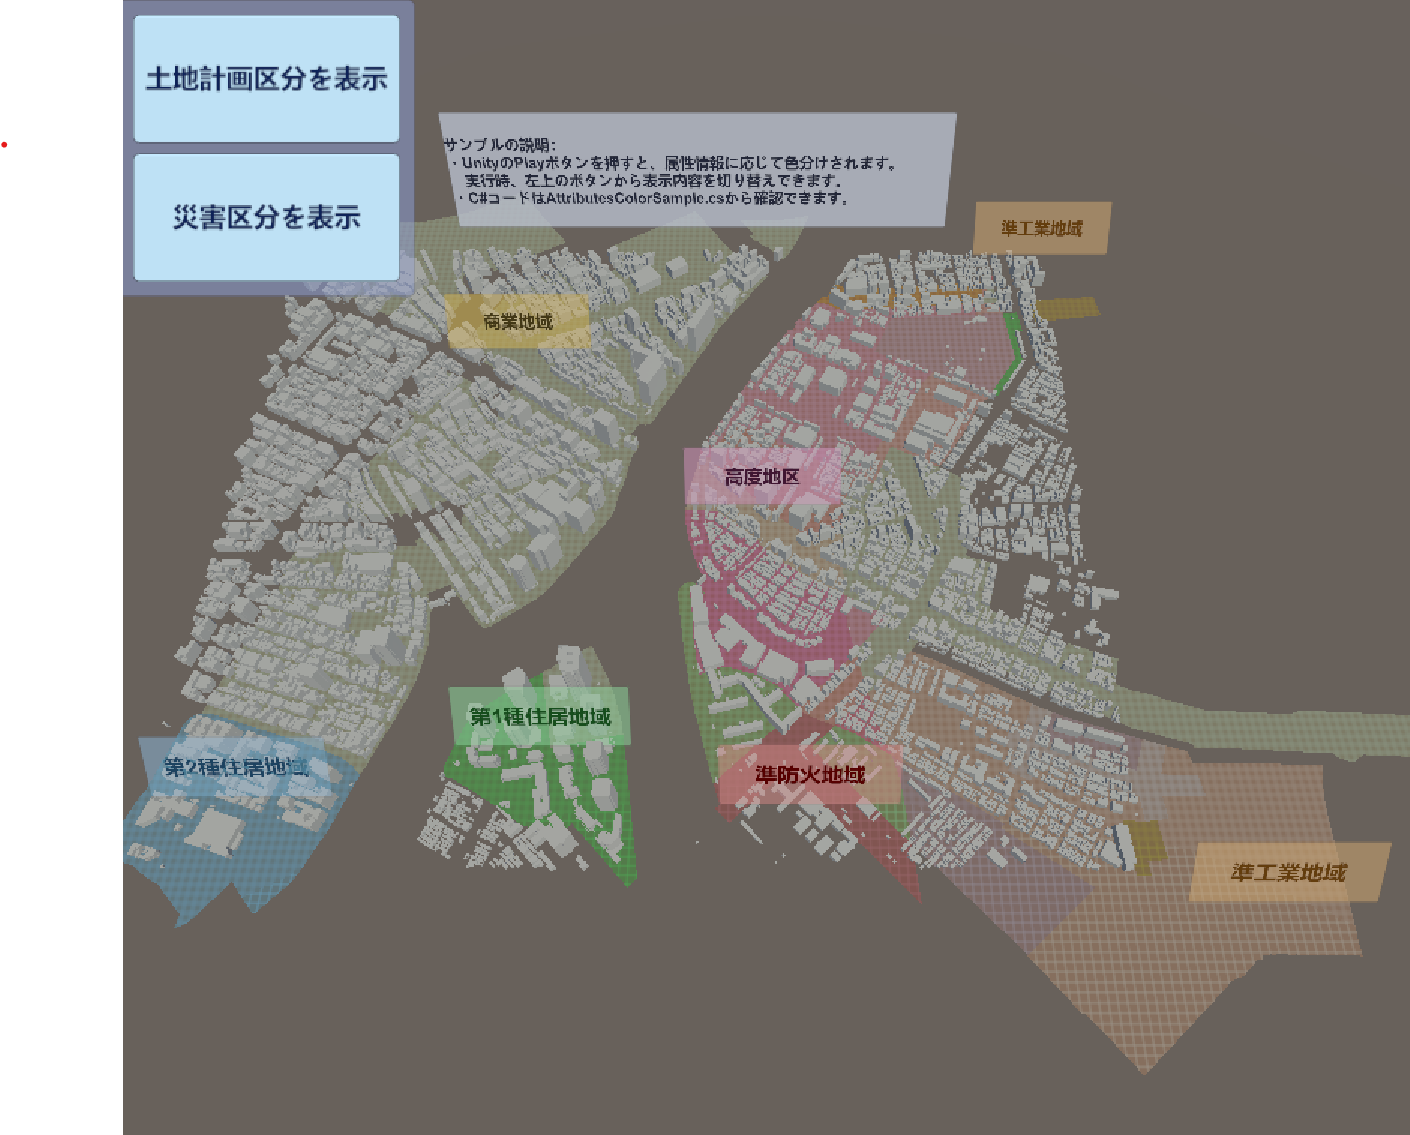 土地計画区分を表示
災害区分を表示
サンプルの説明:
・UnityのPlayボタンを押すと、属性情報に応じて色分けされます。
実行時、左上のボタンから表示内容を切り替えできます。
・C#コードはAttributesColorSample.csから確認できます。
準工業地域
商業地域
高度地区
第1種住居地域
第2種住居地域
準防火地域
準工業地域